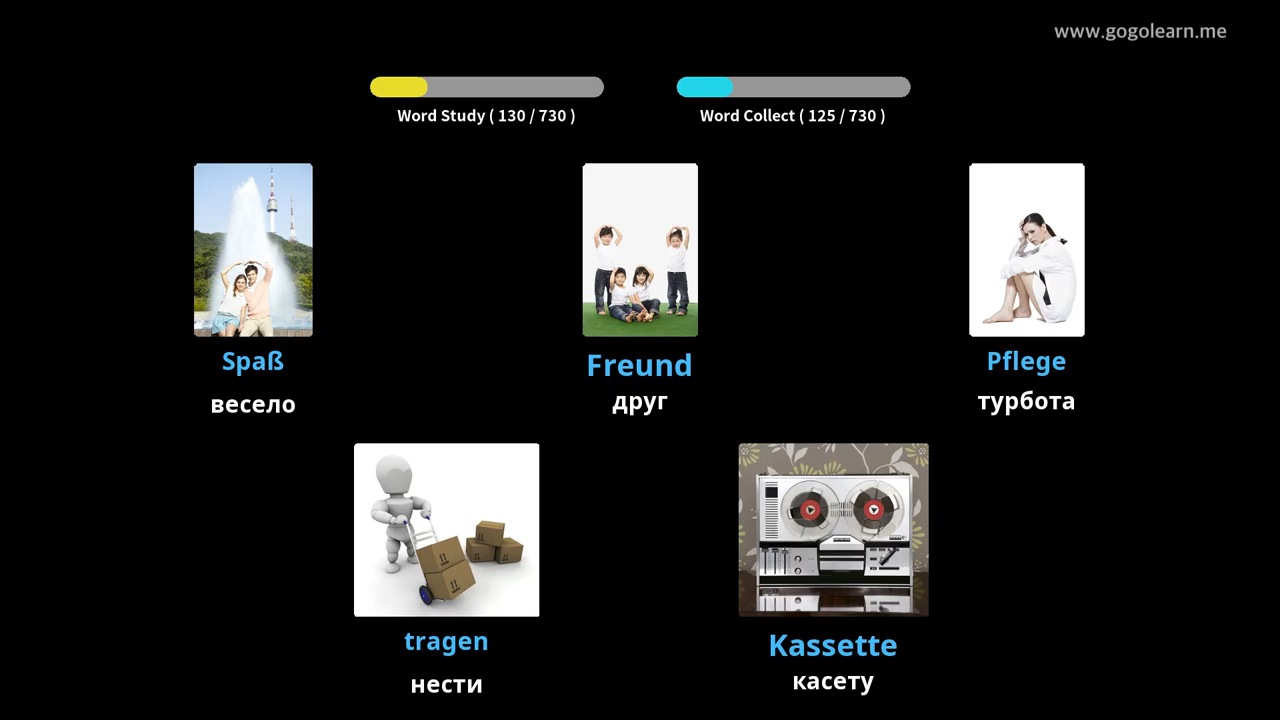 www.gogolearn.me
Word Study ( 130 / 730 )
Word Collect ( 125 / 730 )
Spaß
весело
Freund
друг
Pflege
турбота
tragen
нести
Kassette
касету